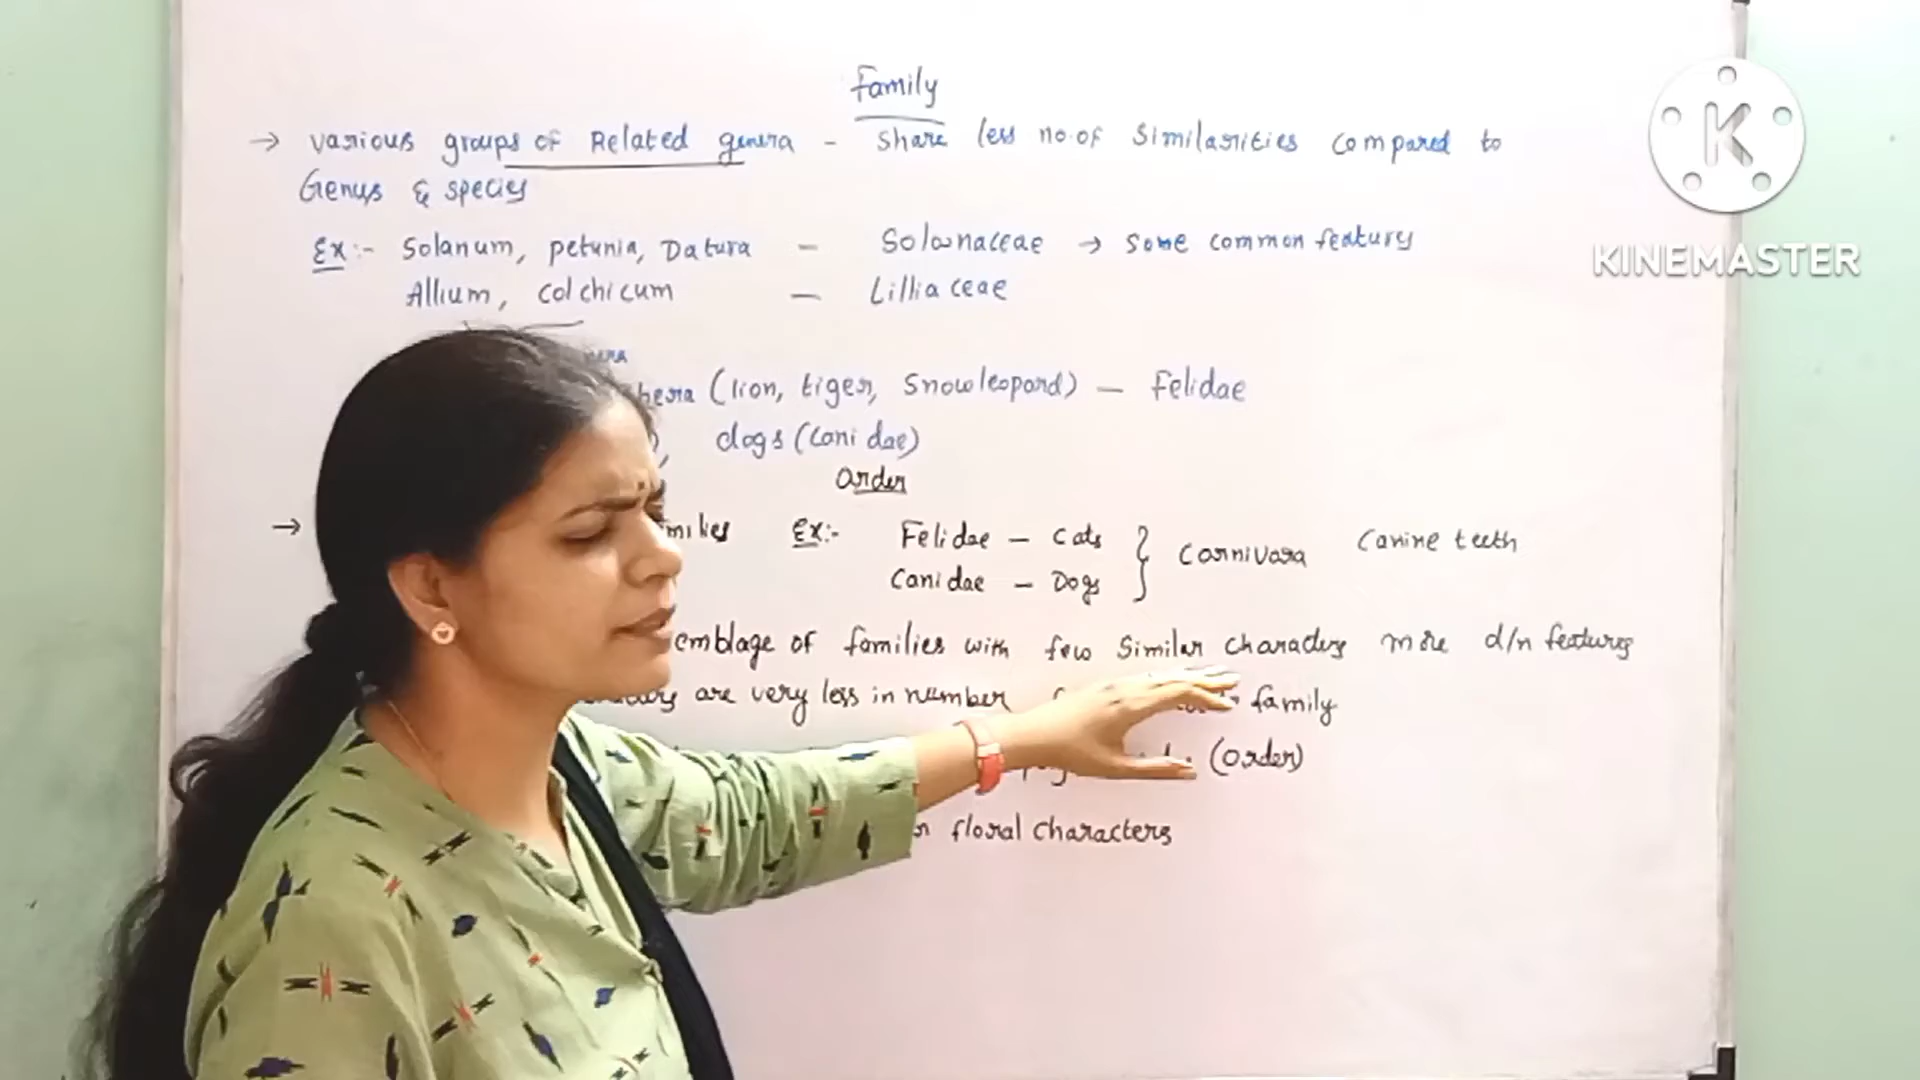 Family
→ various groups of Related genera - share less no.of similarities compared to
Genus & species
Ex:- Solanum, petunia, Datura - Solanaceae → some common features
Allium, colchicum - Lilliaceae
(lion, tiger, snowleopard) - Felidae
, dogs (canidae)
Order
→ Ex:- Felidae - cats } carnivara canine teeth
Canidae - Dogs
of families with few similar characters more d/n features
are very less in number family
(order)
floral characters
K
KINEMASTER